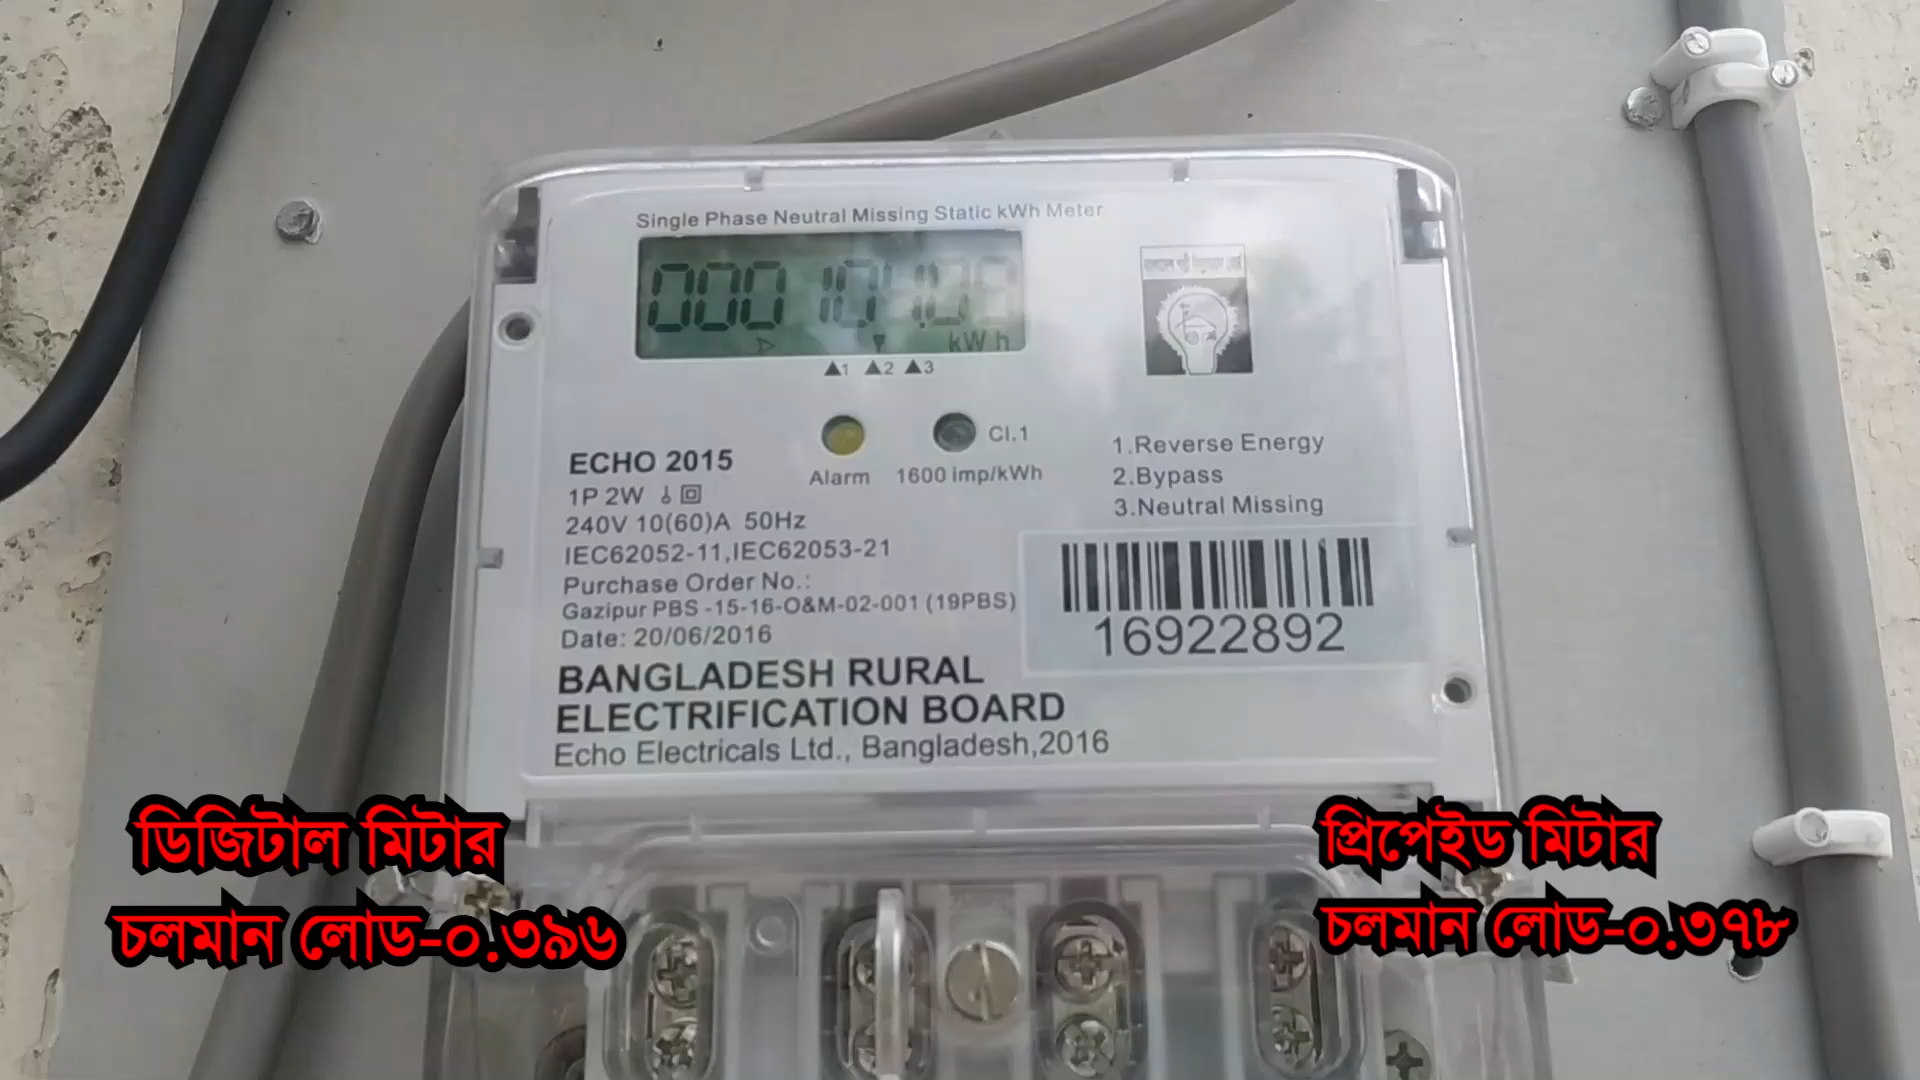 Single Phase Neutral Missing Static kWh Meter
kWh
▲1 ▲2 ▲3
Cl.1
Alarm 1600 imp/kWh
1.Reverse Energy
2.Bypass
3.Neutral Missing
ECHO 2015
1P 2W
240V 10(60)A 50Hz
IEC62052-11,IEC62053-21
Purchase Order No.:
Gazipur PBS -15-16-O&M-02-001 (19PBS)
Date: 20/06/2016
16922892
BANGLADESH RURAL
ELECTRIFICATION BOARD
Echo Electricals Ltd., Bangladesh,2016
ডিজিটাল মিটার
চলমান লোড-০.৩৯৬
প্রিপেইড মিটার
চলমান লোড-০.৩৭৮